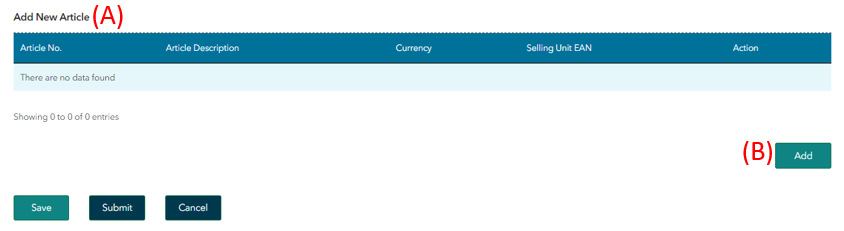 Add New Article (A)
Article No. Article Description Currency Selling Unit EAN Action
There are no data found
Showing 0 to 0 of 0 entries
(B) Add
Save Submit Cancel